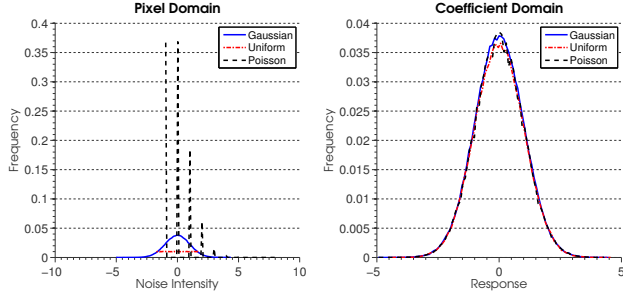 Pixel Domain
0.4
0.35
0.3
0.25
0.2
0.15
0.1
0.05
0
Frequency
Gaussian
Uniform
Poisson
−10
−5
0
5
10
Noise Intensity
Coefficient Domain
0.04
0.035
0.03
0.025
0.02
0.015
0.01
0.005
0
Frequency
Gaussian
Uniform
Poisson
−5
0
5
Response